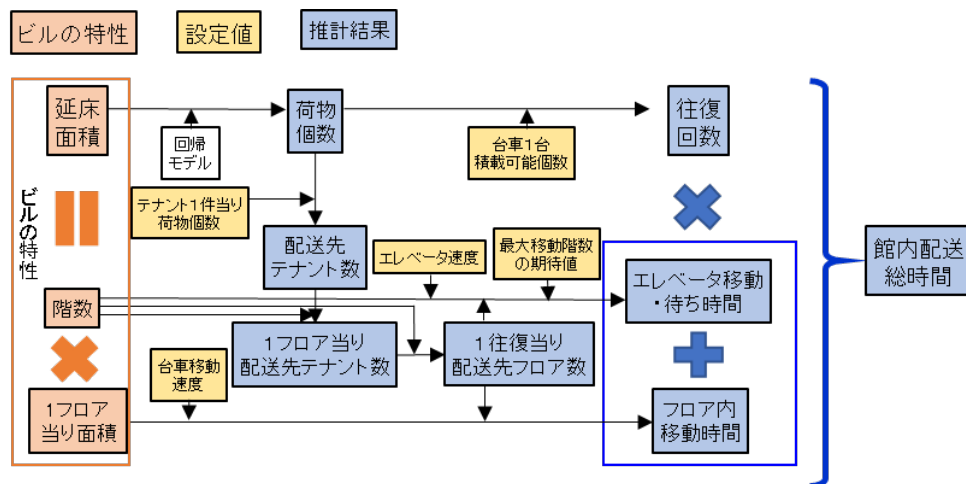 ビルの特性
設定値
推計結果
延床
面積
荷物
個数
往復
回数
回帰
モデル
台車1台
積載可能個数
ビルの特性
テナント1件当り
荷物個数
配送先
テナント数
エレベータ速度
最大移動階数
の期待値
館内配送
総時間
エレベータ移動
・待ち時間
階数
1フロア当り
配送先テナント数
1往復当り
配送先フロア数
台車移動
速度
1フロア
当り面積
フロア内
移動時間